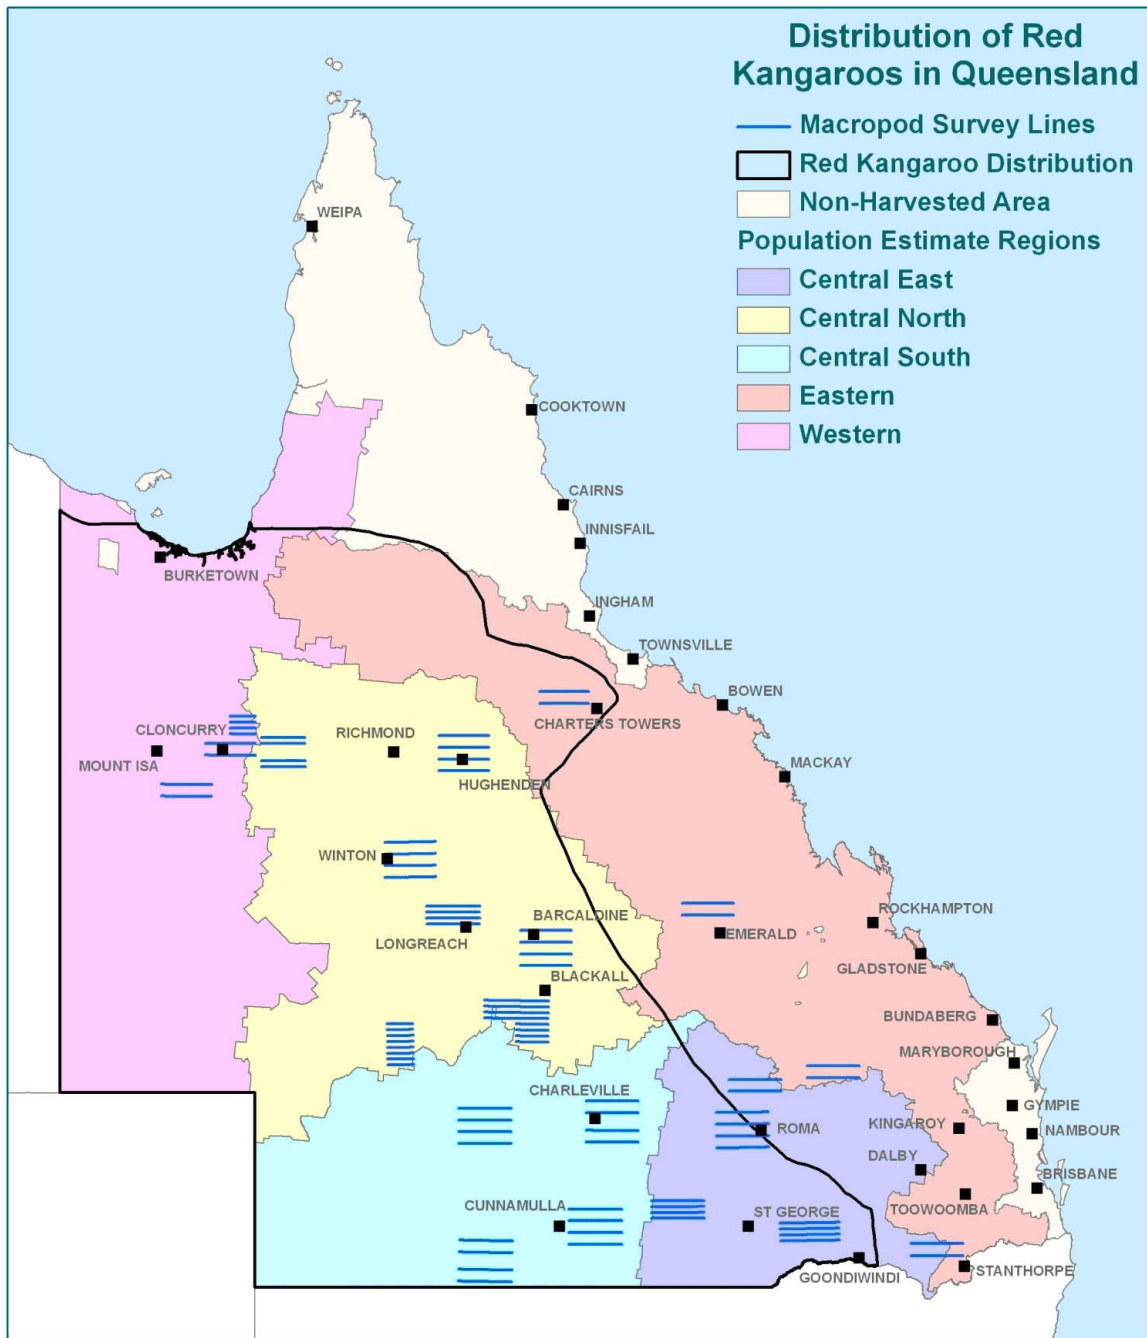 Distribution of Red
Kangaroos in Queensland
Macropod Survey Lines
Red Kangaroo Distribution
Non-Harvested Area
Population Estimate Regions
Central East
Central North
Central South
Eastern
Western
WEIPA
COOKTOWN
CAIRNS
INNISFAIL
BURKETOWN
INGHAM
TOWNSVILLE
BOWEN
CHARTERS TOWERS
CLONCURRY
RICHMOND
MOUNT ISA
HUGHENDEN
MACKAY
WINTON
BARCALDINE
ROCKHAMPTON
EMERALD
LONGREACH
GLADSTONE
BLACKALL
BUNDABERG
MARYBOROUGH
CHARLEVILLE
GYMPIE
KINGAROY
ROMA
NAMBOUR
DALBY
BRISBANE
CUNNAMULLA
ST GEORGE
TOOWOOMBA
STANTHORPE
GOONDIWINDI